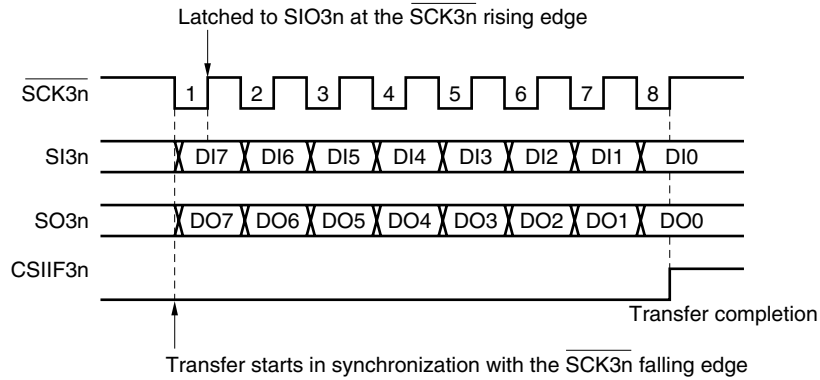 Latched to SIO3n at the SCK3n rising edge
SCK3n 1 2 3 4 5 6 7 8
SI3n DI7 DI6 DI5 DI4 DI3 DI2 DI1 DI0
SO3n DO7 DO6 DO5 DO4 DO3 DO2 DO1 DO0
CSIIF3n
Transfer completion
Transfer starts in synchronization with the SCK3n falling edge